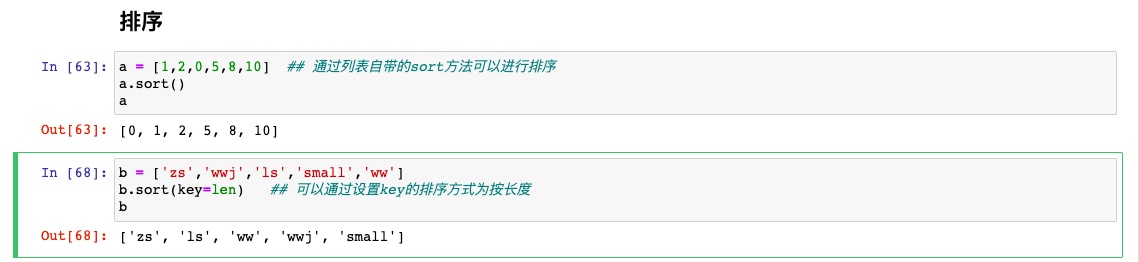 排序
In [63]: a = [1,2,0,5,8,10]  ## 通过列表自带的sort方法可以进行排序
a.sort()
a
Out[63]: [0, 1, 2, 5, 8, 10]
In [68]: b = ['zs','wwj','ls','small','ww']
b.sort(key=len)   ## 可以通过设置key的排序方式为按长度
b
Out[68]: ['zs', 'ls', 'ww', 'wwj', 'small']